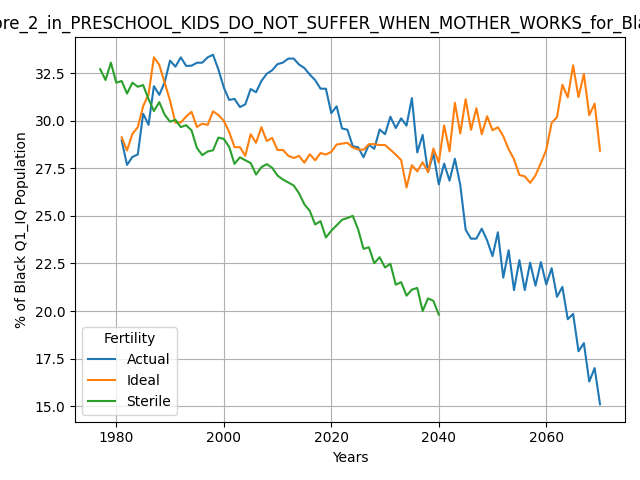 ore_2_in_PRESCHOOL_KIDS_DO_NOT_SUFFER_WHEN_MOTHER_WORKS_for_Bla
% of Black Q1_IQ Population
32.5
30.0
27.5
25.0
22.5
20.0
17.5
15.0
Fertility
Actual
Ideal
Sterile
1980
2000
2020
2040
2060
Years